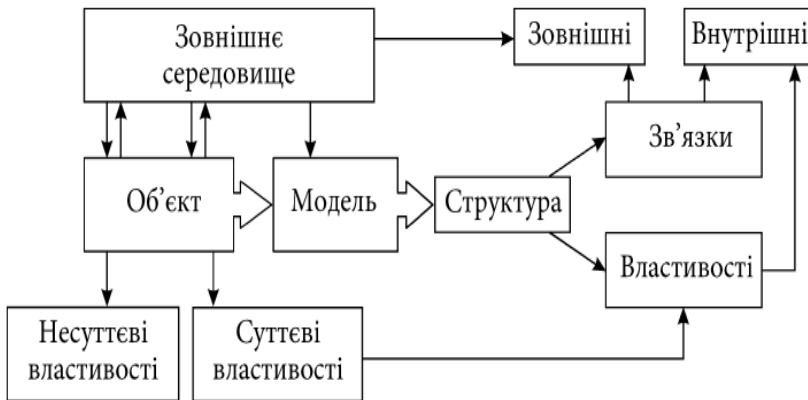 Зовнішнє
середовище
Зовнішні
Внутрішні
Зв’язки
Об’єкт
Модель
Структура
Властивості
Несуттєві
властивості
Суттєві
властивості